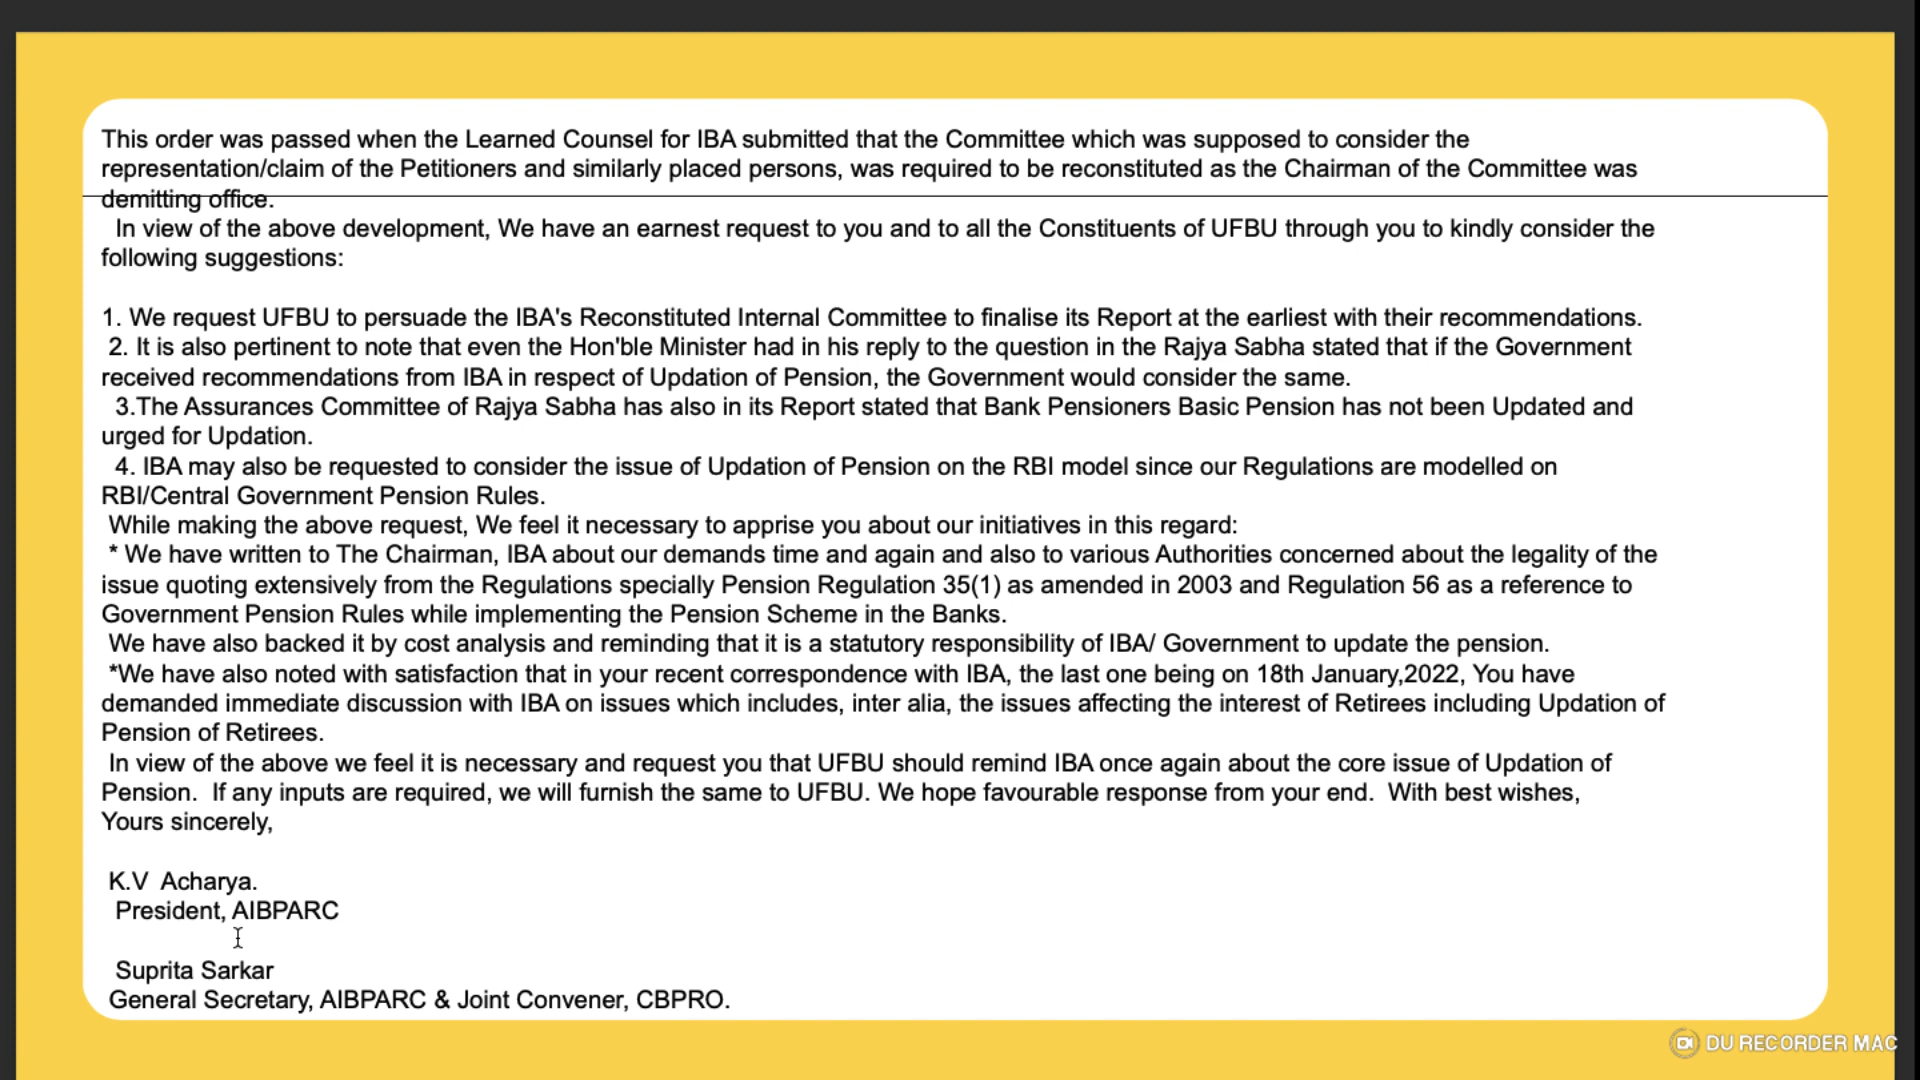 This order was passed when the Learned Counsel for IBA submitted that the Committee which was supposed to consider the
representation/claim of the Petitioners and similarly placed persons, was required to be reconstituted as the Chairman of the Committee was
demitting office.
In view of the above development, We have an earnest request to you and to all the Constituents of UFBU through you to kindly consider the
following suggestions:
1. We request UFBU to persuade the IBA's Reconstituted Internal Committee to finalise its Report at the earliest with their recommendations.
2. It is also pertinent to note that even the Hon'ble Minister had in his reply to the question in the Rajya Sabha stated that if the Government
received recommendations from IBA in respect of Updation of Pension, the Government would consider the same.
3.The Assurances Committee of Rajya Sabha has also in its Report stated that Bank Pensioners Basic Pension has not been Updated and
urged for Updation.
4. IBA may also be requested to consider the issue of Updation of Pension on the RBI model since our Regulations are modelled on
RBI/Central Government Pension Rules.
While making the above request, We feel it necessary to apprise you about our initiatives in this regard:
* We have written to The Chairman, IBA about our demands time and again and also to various Authorities concerned about the legality of the
issue quoting extensively from the Regulations specially Pension Regulation 35(1) as amended in 2003 and Regulation 56 as a reference to
Government Pension Rules while implementing the Pension Scheme in the Banks.
We have also backed it by cost analysis and reminding that it is a statutory responsibility of IBA/ Government to update the pension.
*We have also noted with satisfaction that in your recent correspondence with IBA, the last one being on 18th January,2022, You have
demanded immediate discussion with IBA on issues which includes, inter alia, the issues affecting the interest of Retirees including Updation of
Pension of Retirees.
In view of the above we feel it is necessary and request you that UFBU should remind IBA once again about the core issue of Updation of
Pension.  If any inputs are required, we will furnish the same to UFBU. We hope favourable response from your end.  With best wishes,
Yours sincerely,
K.V  Acharya.
President, AIBPARC
Suprita Sarkar
General Secretary, AIBPARC & Joint Convener, CBPRO.
DU RECORDER MAC